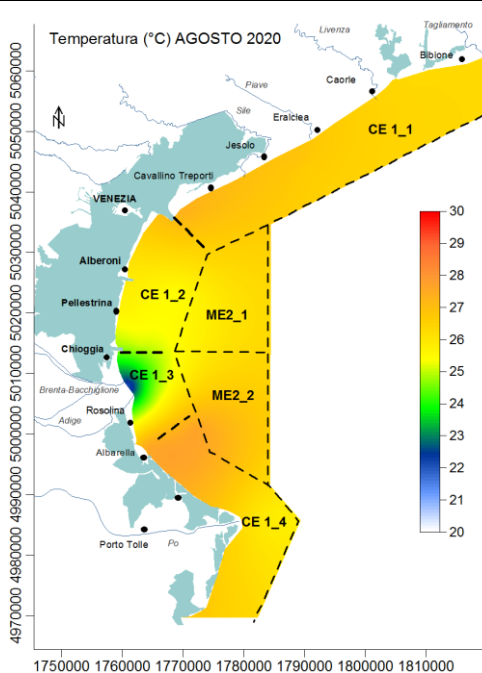 Temperatura (°C) AGOSTO 2020
Tagliamento
Livenza
Bibione
Caorle
Piave
Eraclea
Sile
CE 1_1
Jesolo
Cavallino Treporti
VENEZIA
Alberoni
CE 1_2
Pellestrina
ME2_1
Chioggia
CE 1_3
Brenta-Bacchiglione
ME2_2
Rosolina
Adige
Albarella
CE 1_4
Po
Porto Tolle
30
29
28
27
26
25
24
23
22
21
20
5060000
5050000
5040000
5030000
5020000
5010000
5000000
4990000
4980000
4970000
1750000 1760000 1770000 1780000 1790000 1800000 1810000
N